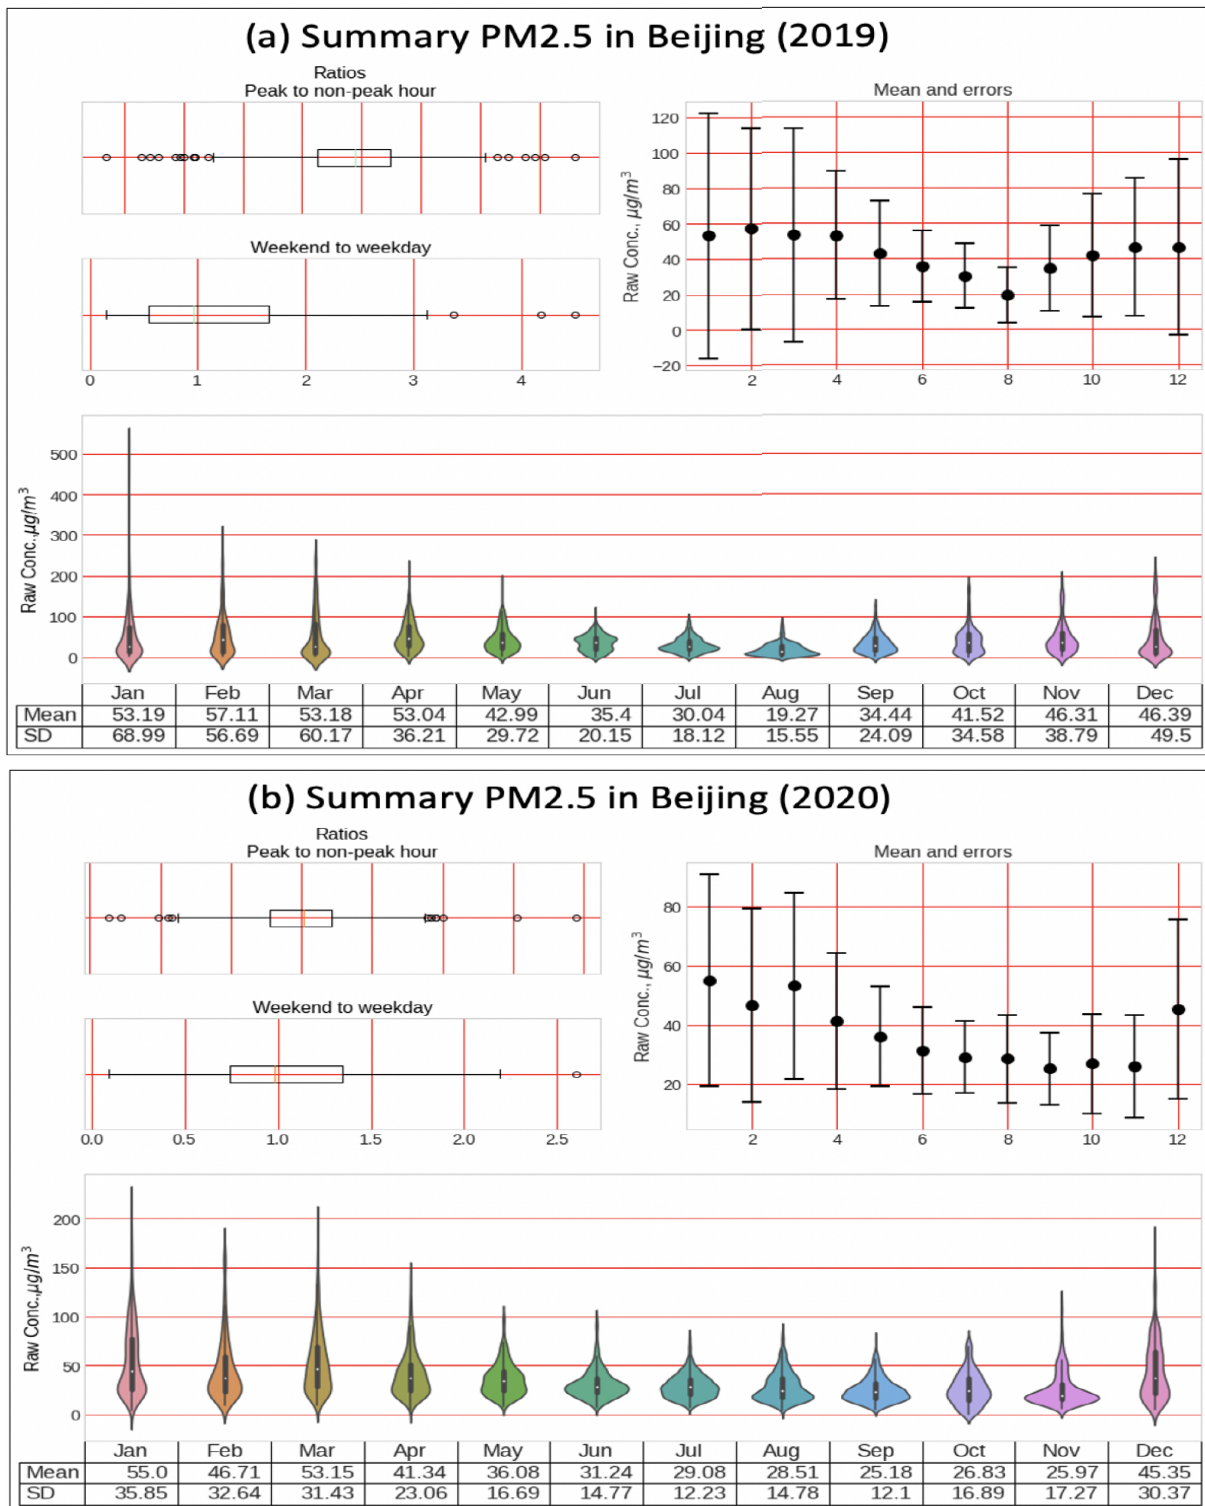 (a) Summary PM2.5 in Beijing (2019)
Ratios
Peak to non-peak hour
Weekend to weekday
0 1 2 3 4
Mean and errors
Raw Conc., μg/m³
120
100
80
60
40
20
0
−20
2 4 6 8 10 12
Raw Conc.,μg/m³
500
400
300
200
100
0
Jan Feb Mar Apr May Jun Jul Aug Sep Oct Nov Dec
Mean 53.19 57.11 53.18 53.04 42.99 35.4 30.04 19.27 34.44 41.52 46.31 46.39
SD 68.99 56.69 60.17 36.21 29.72 20.15 18.12 15.55 24.09 34.58 38.79 49.5
(b) Summary PM2.5 in Beijing (2020)
Ratios
Peak to non-peak hour
Weekend to weekday
0.0 0.5 1.0 1.5 2.0 2.5
Mean and errors
Raw Conc., μg/m³
80
60
40
20
2 4 6 8 10 12
Raw Conc.,μg/m³
200
150
100
50
0
Jan Feb Mar Apr May Jun Jul Aug Sep Oct Nov Dec
Mean 55.0 46.71 53.15 41.34 36.08 31.24 29.08 28.51 25.18 26.83 25.97 45.35
SD 35.85 32.64 31.43 23.06 16.69 14.77 12.23 14.78 12.1 16.89 17.27 30.37